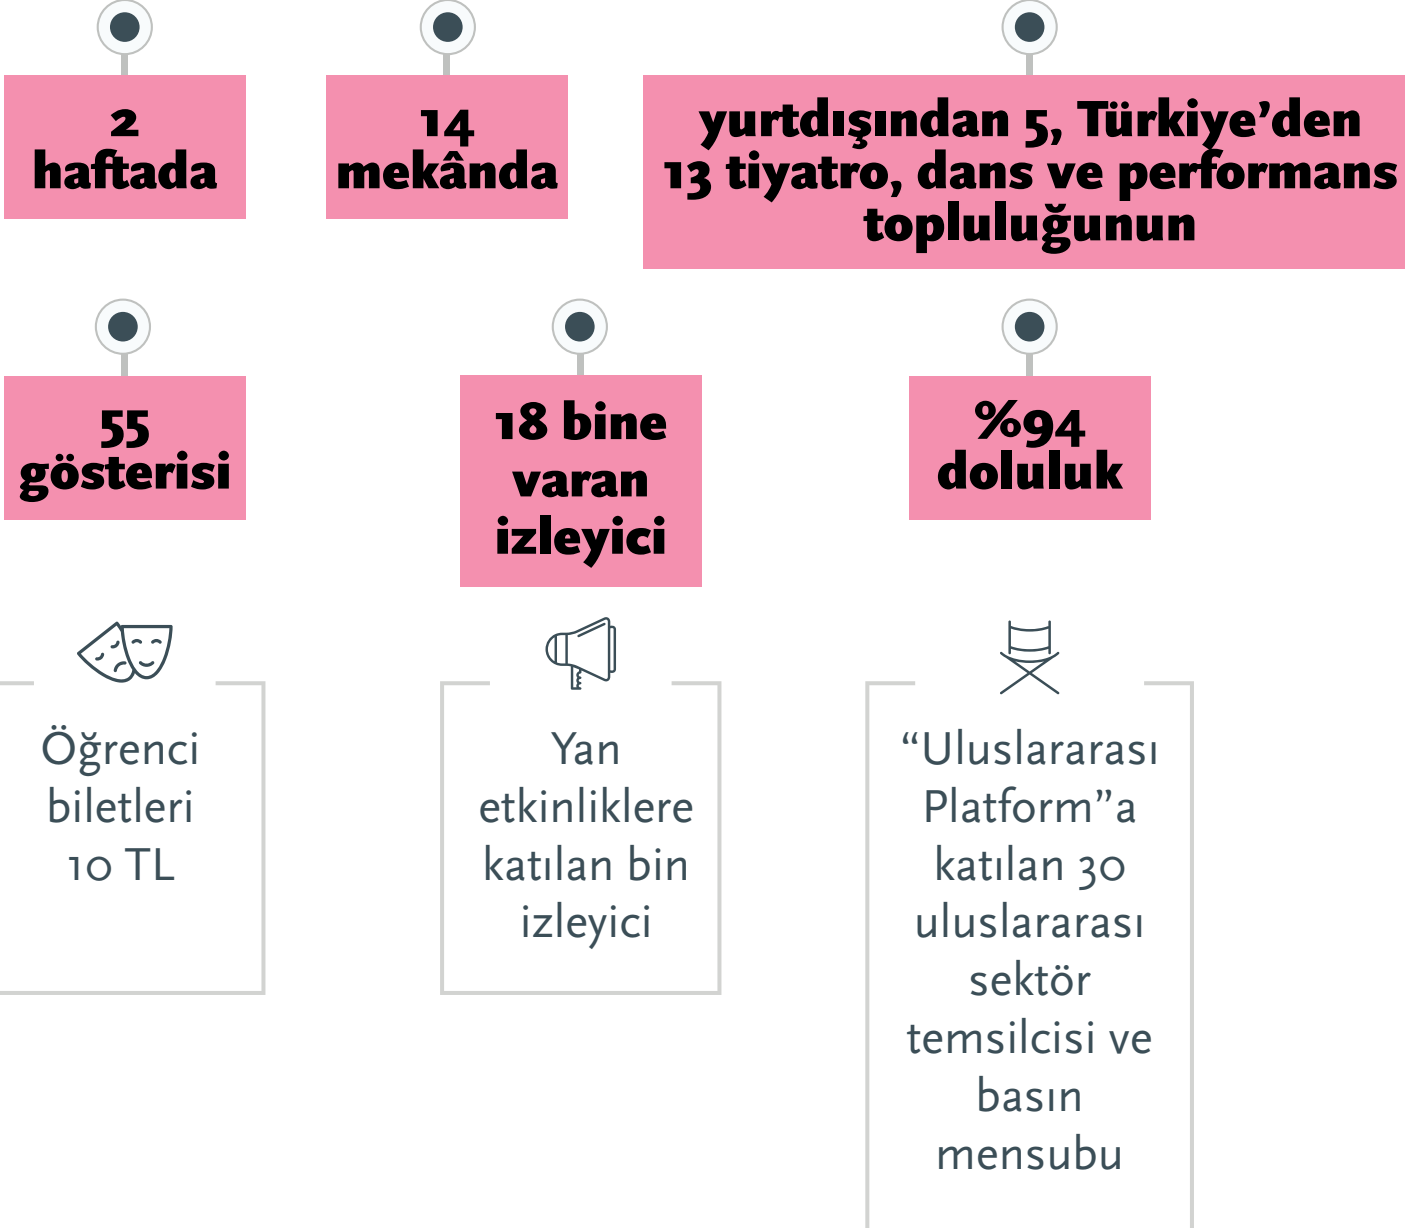 2
haftada
14
mekânda
yurtdışından 5, Türkiye’den
13 tiyatro, dans ve performans
topluluğunun
55
gösterisi
18 bine
varan
izleyici
%94
doluluk
Öğrenci
biletleri
10 TL
Yan
etkinliklere
katılan bin
izleyici
“Uluslararası
Platform”a
katılan 30
uluslararası
sektör
temsilcisi ve
basın
mensubu